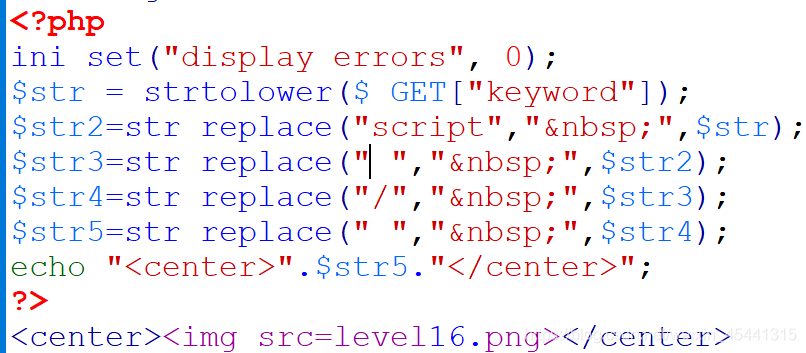 <?php
ini set("display errors", 0);
$str = strtolower($ GET["keyword"]);
$str2=str replace("script","&nbsp;",$str);
$str3=str replace(" ","&nbsp;",$str2);
$str4=str replace("/","&nbsp;",$str3);
$str5=str replace(" ","&nbsp;",$str4);
echo "<center>".$str5."</center>";
?>
<center><img src=level16.png></center>